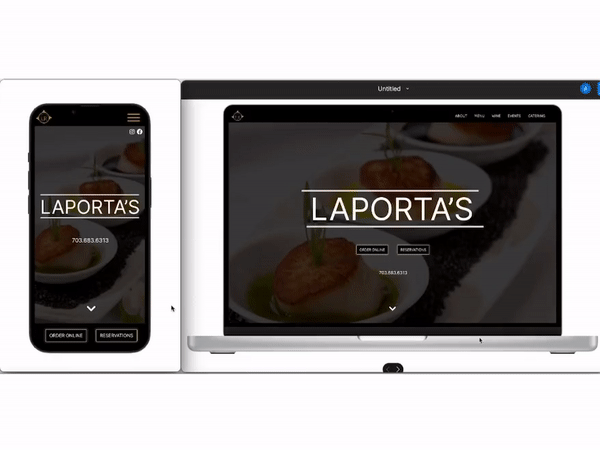 Untitled
LAPORTA'S
703.683.6313
ORDER ONLINE
RESERVATIONS
ABOUT MENU WINE EVENTS CATERING
LAPORTA'S
ORDER ONLINE
RESERVATIONS
703.683.6313